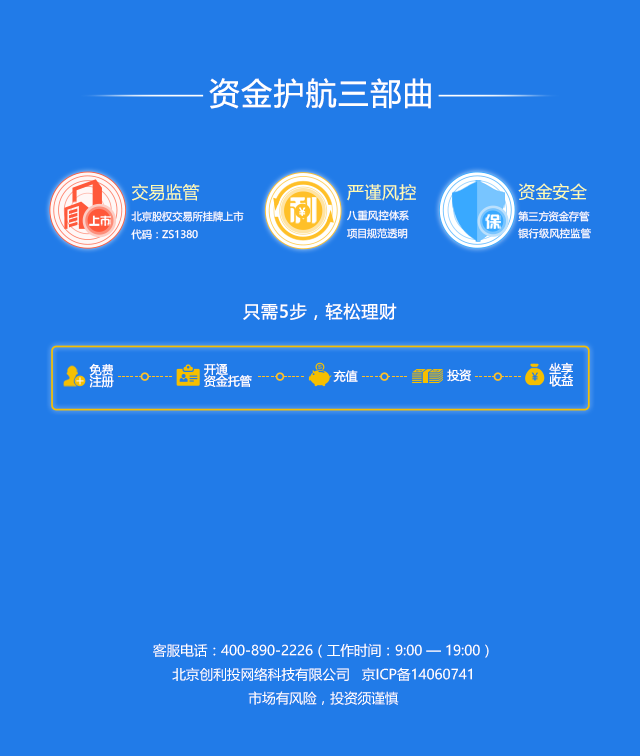 资金护航三部曲
交易监管
北京股权交易所挂牌上市
代码：ZS1380
上市
严谨风控
八重风控体系
项目规范透明
利
¥
资金安全
第三方资金存管
银行级风控监管
保
只需5步，轻松理财
免费
注册
开通
资金托管
充值
投资
坐享
收益
客服电话：400-890-2226（工作时间：9:00 — 19:00）
北京创利投网络科技有限公司 京ICP备14060741
市场有风险，投资须谨慎